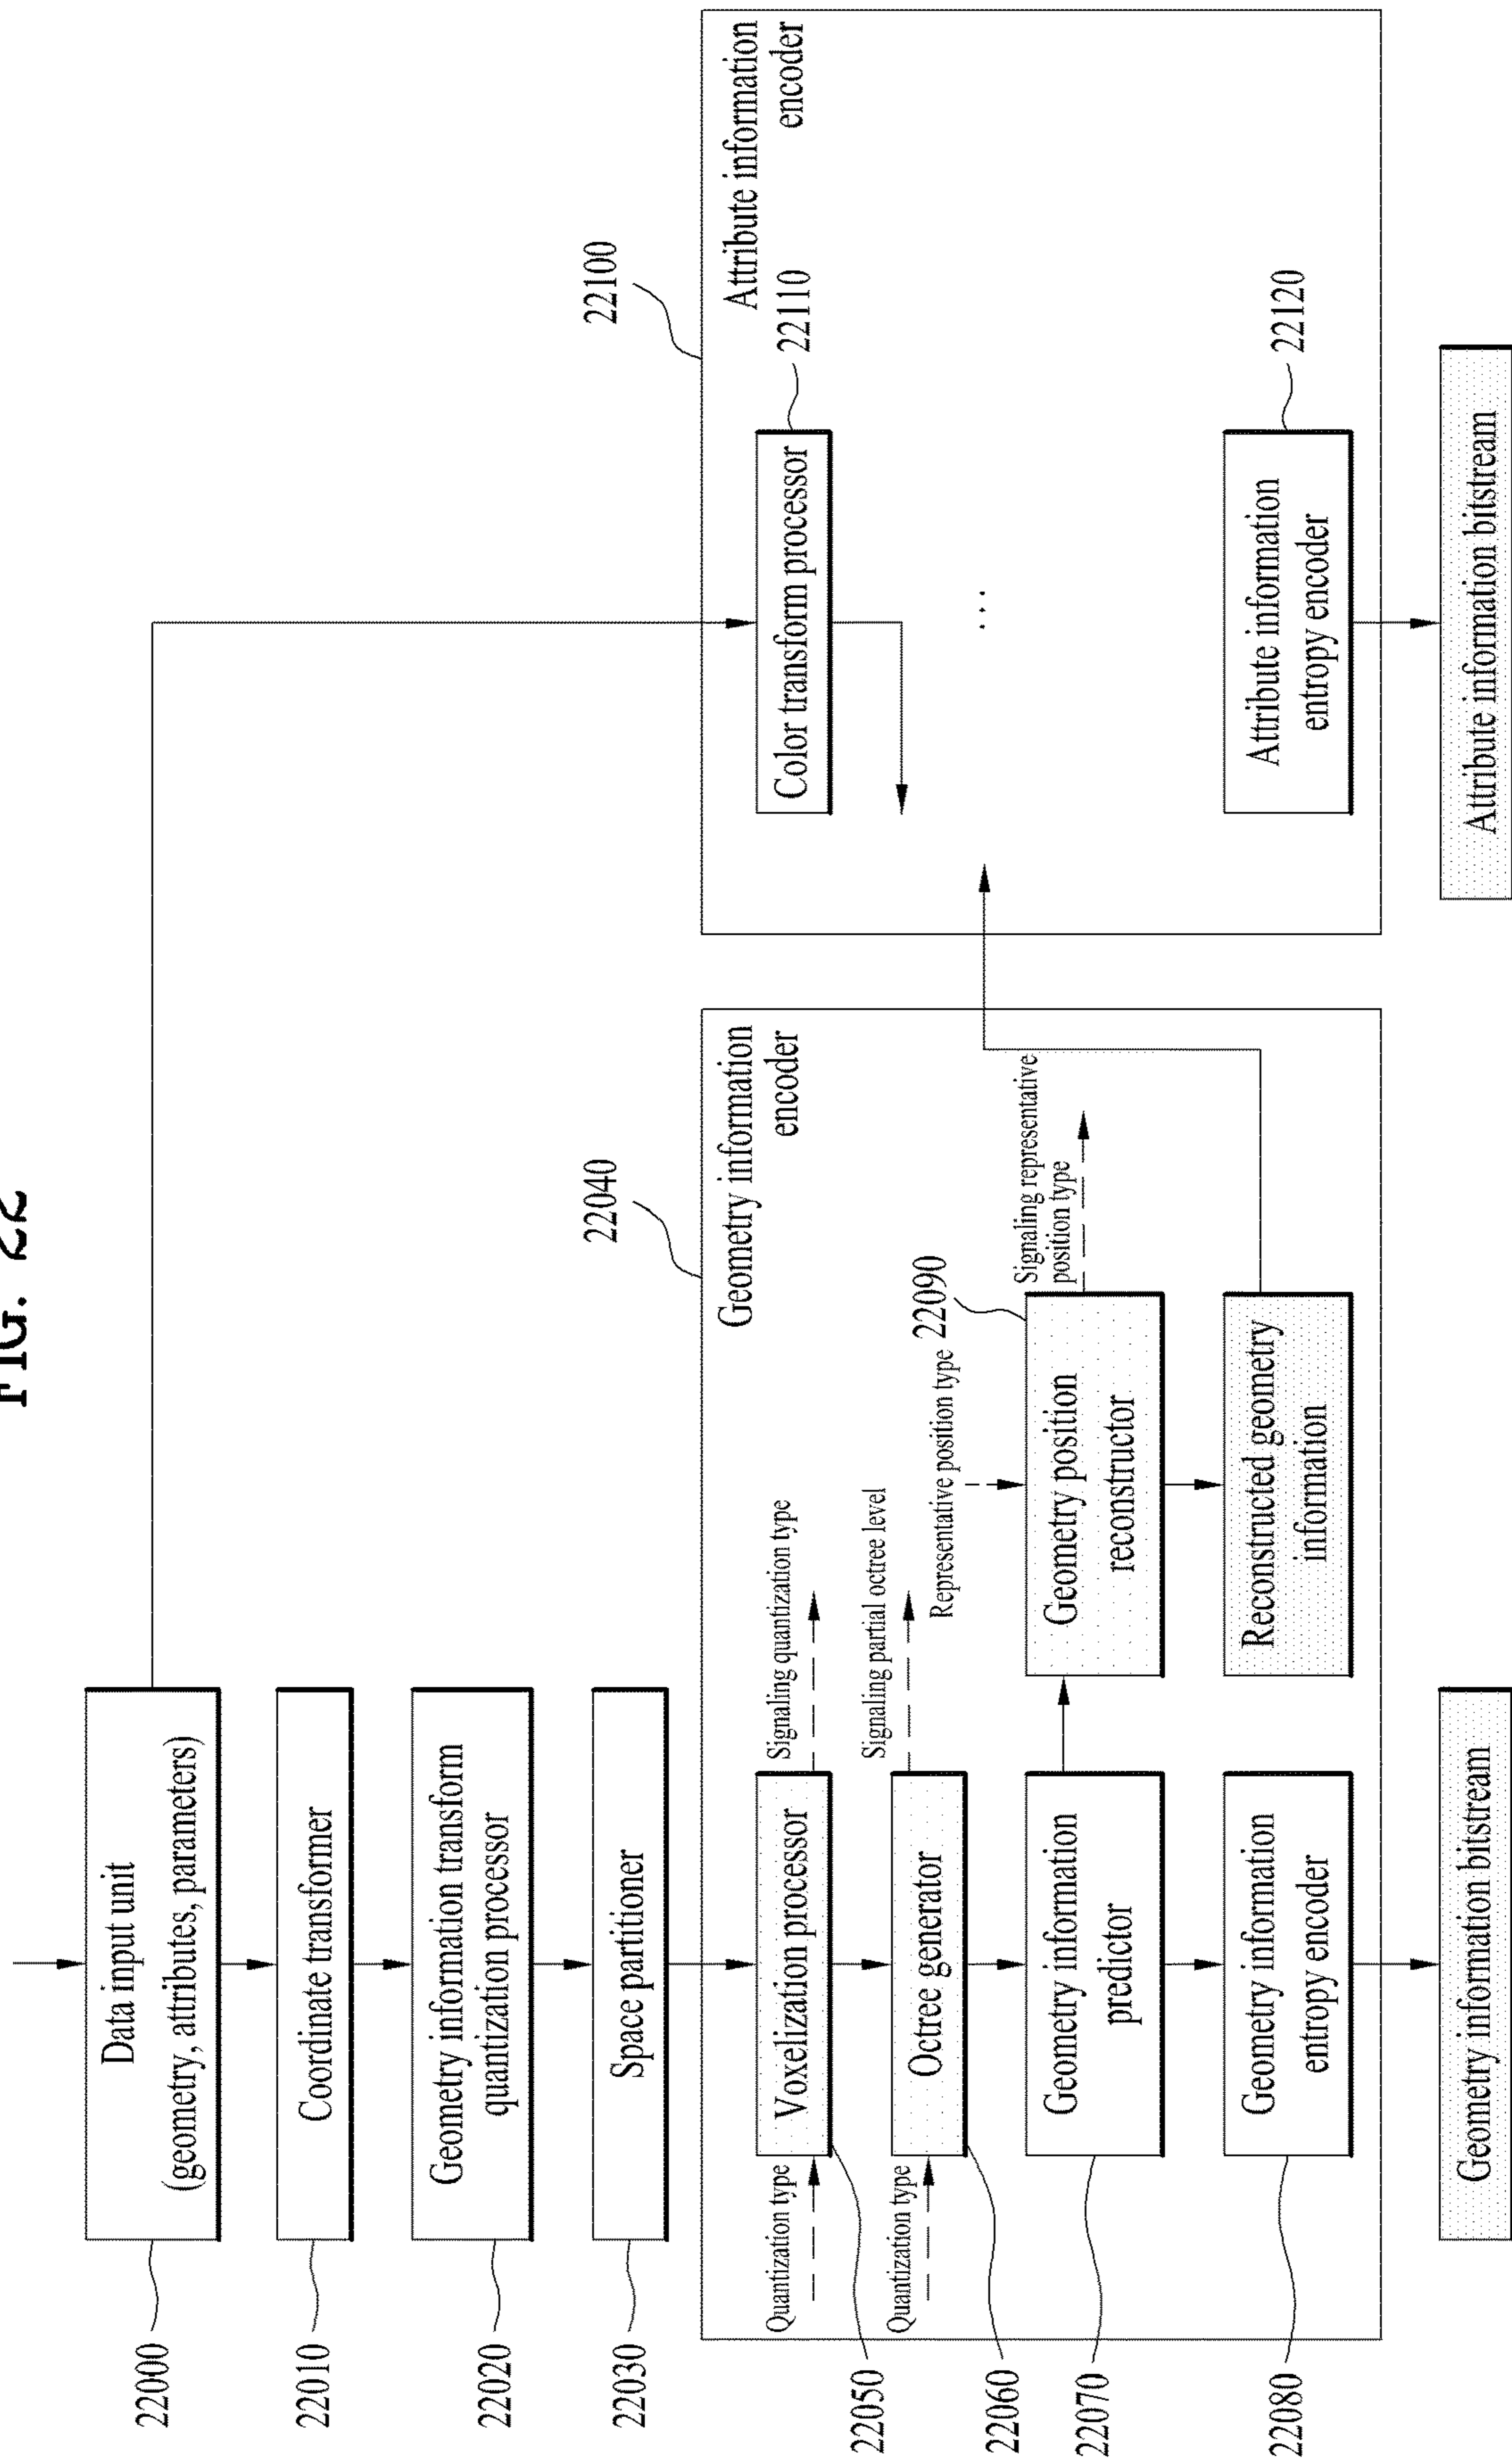 FIG. 22
Data input unit
(geometry, attributes, parameters)
22000
Coordinate transformer
22010
Geometry information transform
quantization processor
22020
Space partitioner
22030
22040
Geometry information
encoder
Quantization type
Voxelization processor
Signaling quantization type
22050
Quantization type
Octree generator
Signaling partial octree level
22060
Geometry information
predictor
22070
Representative position type
22090
Geometry position
reconstructor
Signaling representative
position type
Geometry information
entropy encoder
22080
Reconstructed geometry
information
Geometry information bitstream
22100
Attribute information
encoder
Color transform processor
22110
...
Attribute information
entropy encoder
22120
Attribute information bitstream